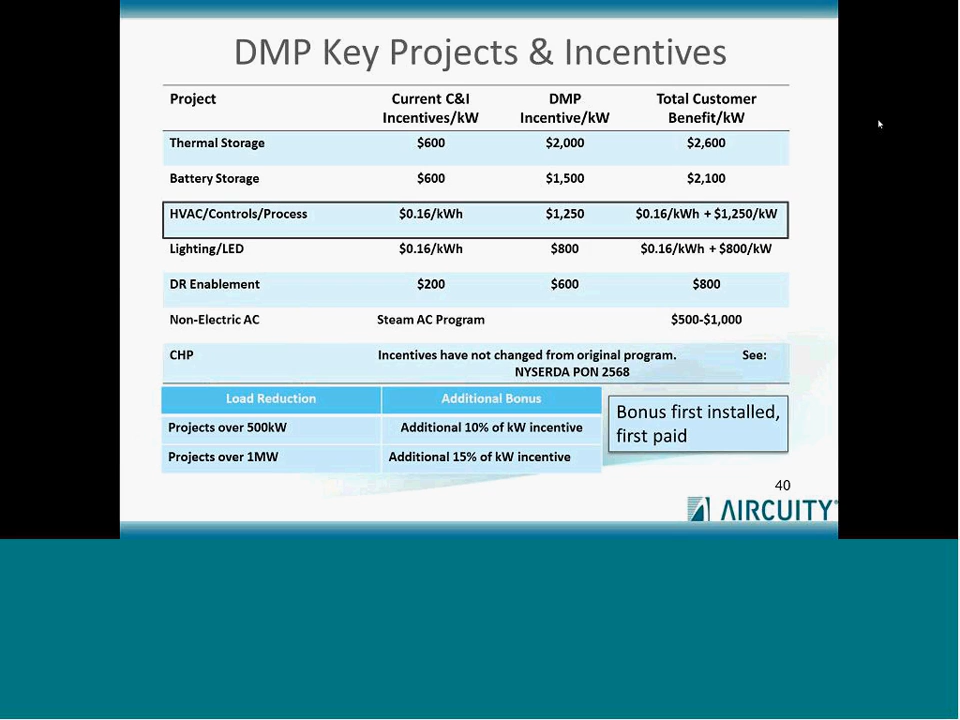 DMP Key Projects & Incentives
Project Current C&I Incentives/kW DMP Incentive/kW Total Customer Benefit/kW
Thermal Storage $600 $2,000 $2,600
Battery Storage $600 $1,500 $2,100
HVAC/Controls/Process $0.16/kWh $1,250 $0.16/kWh + $1,250/kW
Lighting/LED $0.16/kWh $800 $0.16/kWh + $800/kW
DR Enablement $200 $600 $800
Non-Electric AC Steam AC Program $500-$1,000
CHP Incentives have not changed from original program. See:
NYSERDA PON 2568
Load Reduction Additional Bonus
Projects over 500kW Additional 10% of kW incentive
Projects over 1MW Additional 15% of kW incentive
Bonus first installed,
first paid
40
AIRCUITY